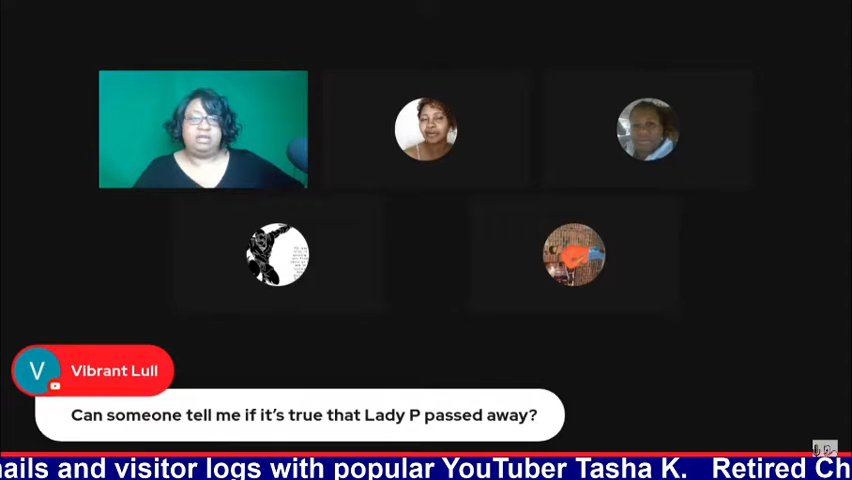 V
Vibrant Lull
Can someone tell me if it's true that Lady P passed away?
nails and visitor logs with popular YouTuber Tasha K. Retired Ch